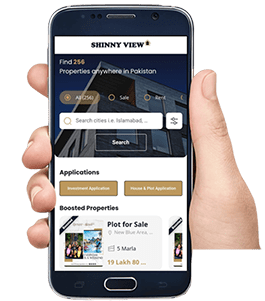 SHINNY VIEW
Find 256
Properties anywhere in Pakistan
All (256)
Sale
Rent
Search cities i.e. Islamabad, ...
Search
Applications
Investment Application
House & Plot Application
Boosted Properties
Plot for Sale
New Blue Area, ...
5 Marla
19 Lakh 80 ...